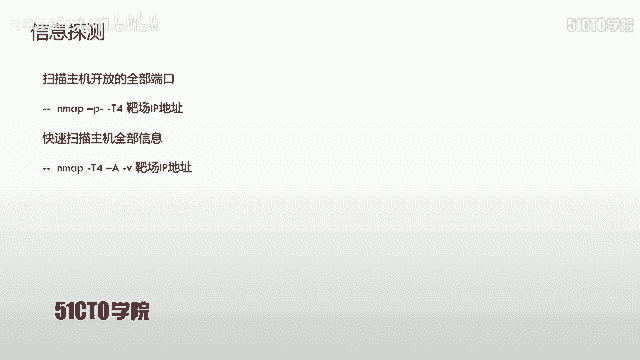 信息探测
51CTO学院
扫描主机开放的全部端口
-- nmap –p- -T4 靶场IP地址
快速扫描主机全部信息
-- nmap -T4 –A -v 靶场IP地址
51CTO学院